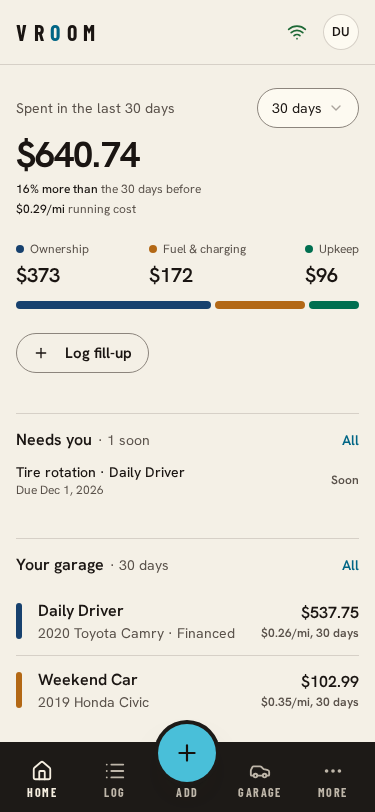 VROOM
DU
Spent in the last 30 days
30 days
$640.74
16% more than the 30 days before
$0.29/mi running cost
Ownership
Fuel & charging
Upkeep
$373
$172
$96
+ Log fill-up
Needs you · 1 soon
All
Tire rotation · Daily Driver
Due Dec 1, 2026
Soon
Your garage · 30 days
All
Daily Driver
$537.75
2020 Toyota Camry · Financed
$0.26/mi, 30 days
Weekend Car
$102.99
2019 Honda Civic
$0.35/mi, 30 days
HOME
LOG
ADD
GARAGE
MORE